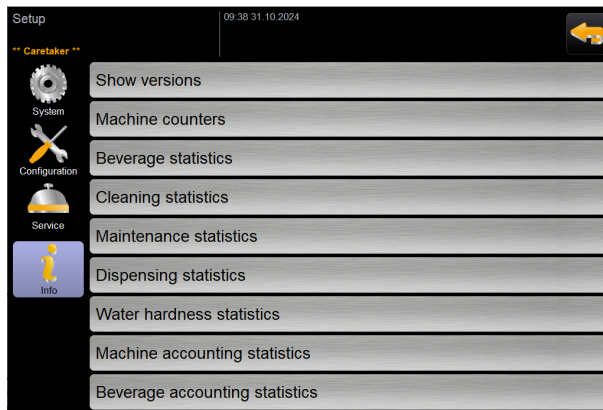 Setup
09:38 31.10.2024
** Caretaker **
System
Configuration
Service
Info
Show versions
Machine counters
Beverage statistics
Cleaning statistics
Maintenance statistics
Dispensing statistics
Water hardness statistics
Machine accounting statistics
Beverage accounting statistics